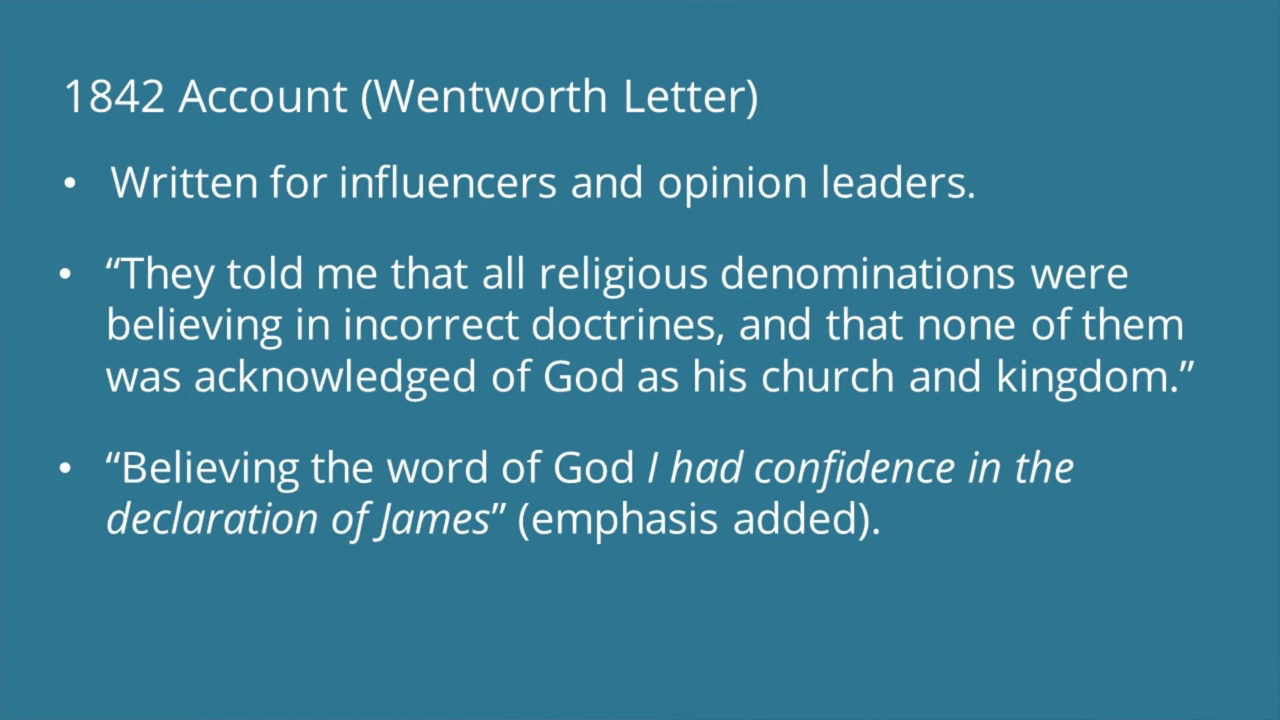 1842 Account (Wentworth Letter)
• Written for influencers and opinion leaders.
• “They told me that all religious denominations were
believing in incorrect doctrines, and that none of them
was acknowledged of God as his church and kingdom.”
• “Believing the word of God I had confidence in the
declaration of James” (emphasis added).